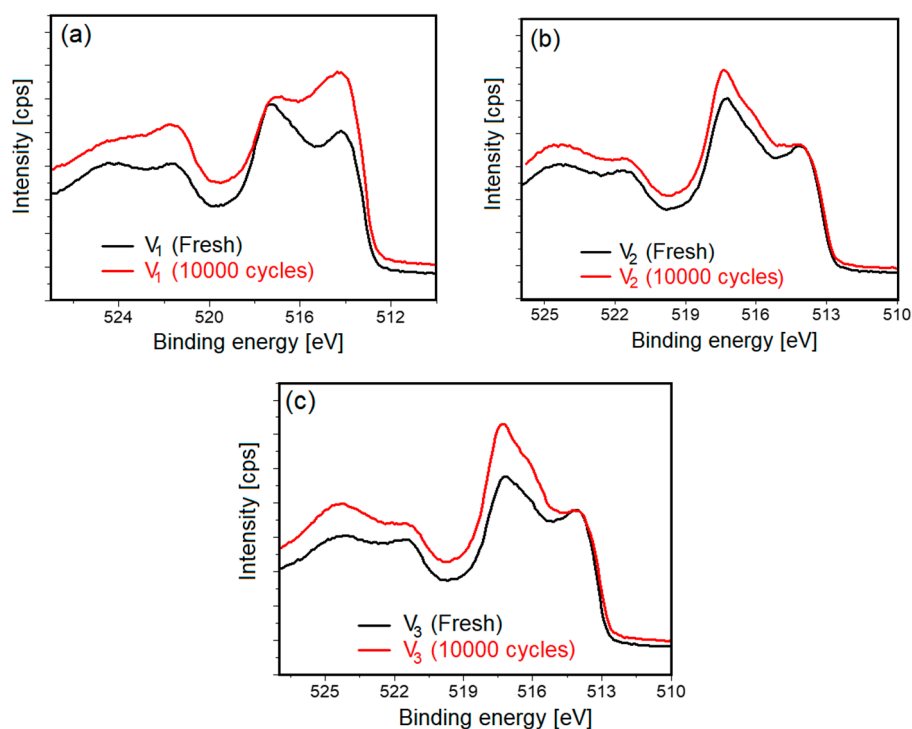 (a)
Intensity [cps]
V₁ (Fresh)
V₁ (10000 cycles)
524 520 516 512
Binding energy [eV]
(b)
Intensity [cps]
V₂ (Fresh)
V₂ (10000 cycles)
525 522 519 516 513 510
Binding energy [eV]
(c)
Intensity [cps]
V₃ (Fresh)
V₃ (10000 cycles)
525 522 519 516 513 510
Binding energy [eV]